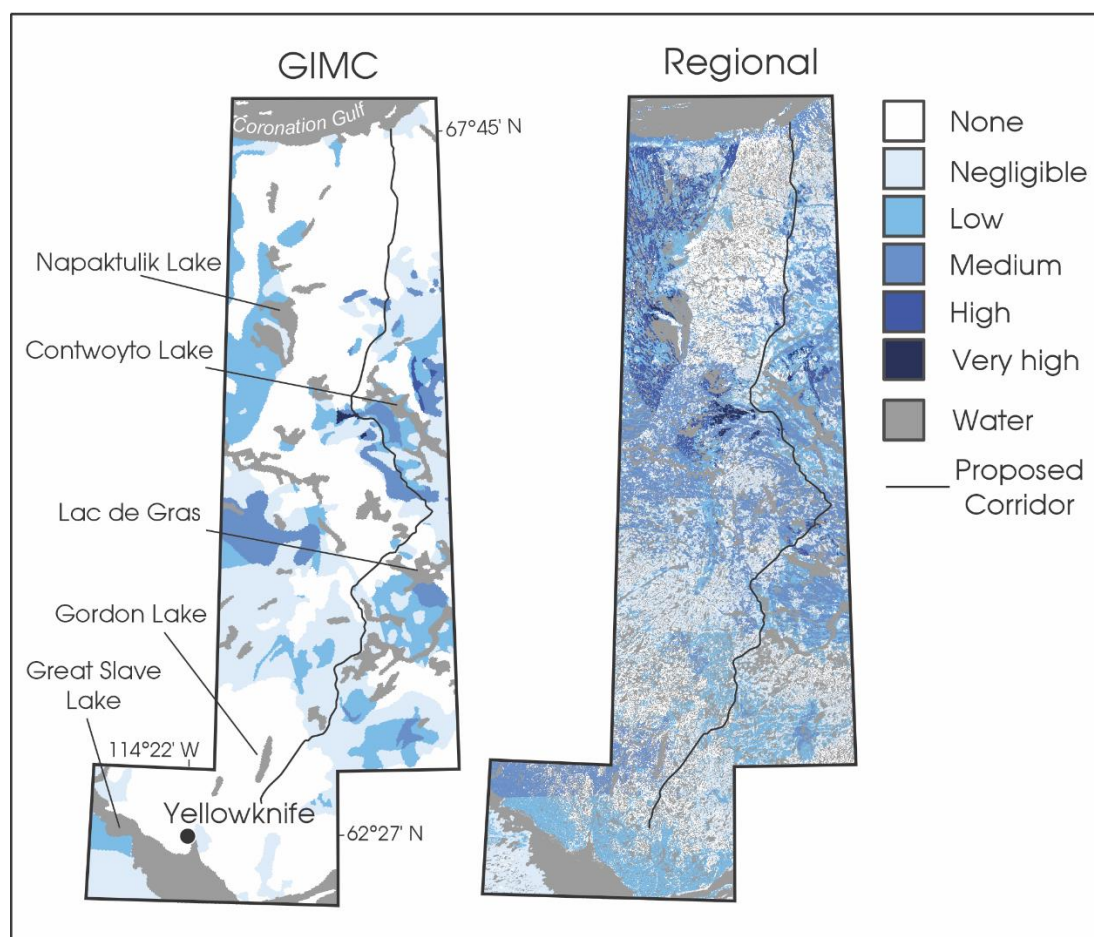 GIMC
Regional
Coronation Gulf
67°45' N
Napaktulik Lake
Contwoyto Lake
Lac de Gras
Gordon Lake
Great Slave
Lake
114°22' W
Yellowknife
62°27' N
None
Negligible
Low
Medium
High
Very high
Water
Proposed
Corridor